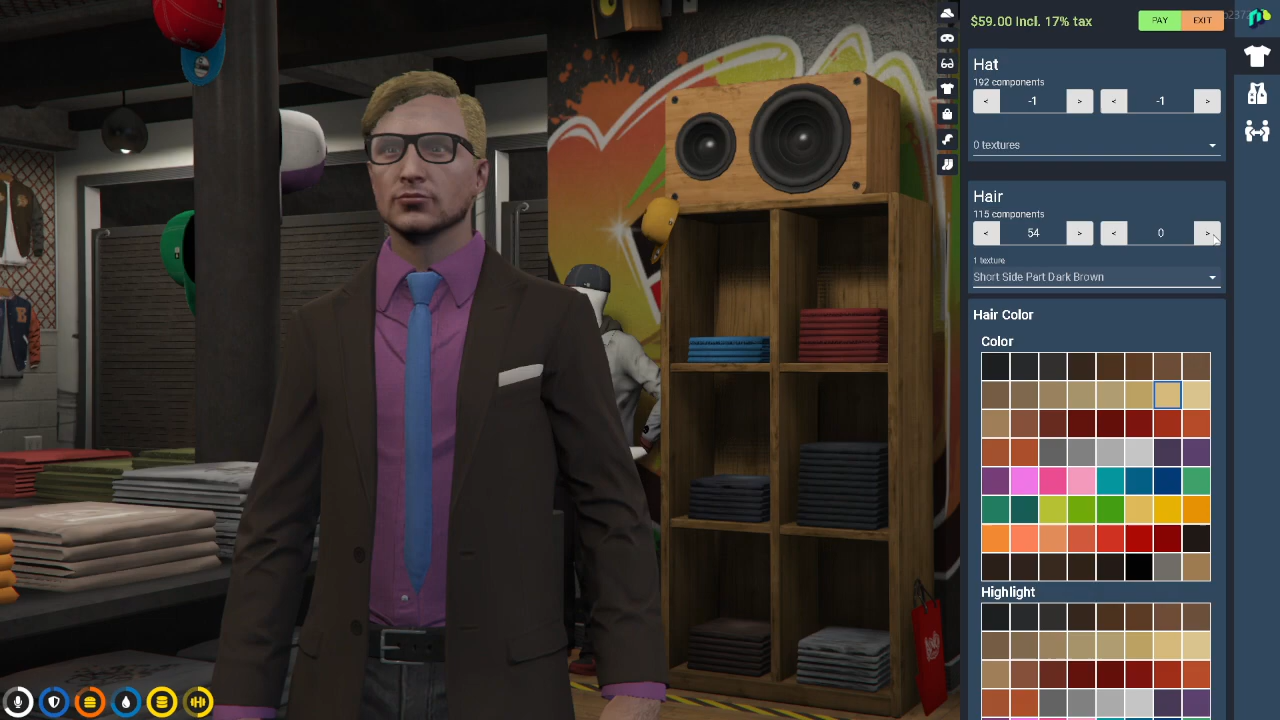 $59.00 incl. 17% tax
PAY
EXIT
Hat
192 components
< -1 > < -1 >
0 textures
Hair
115 components
< 54 > < 0 >
1 texture
Short Side Part Dark Brown
Hair Color
Color
Highlight